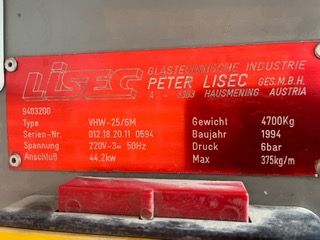 LiSEC
GLASTECHNISCHE INDUSTRIE
PETER LISEC GES.M.B.H.
A - 3363 HAUSMENING AUSTRIA
9403200
Type VHW-25/GM Gewicht 4700Kg
Serien-Nr. 012.18 20.11 0594 Baujahr 1994
Spannung 220V-3~ 50Hz Druck 6bar
Anschluß 44.2kw Max 375kg/m